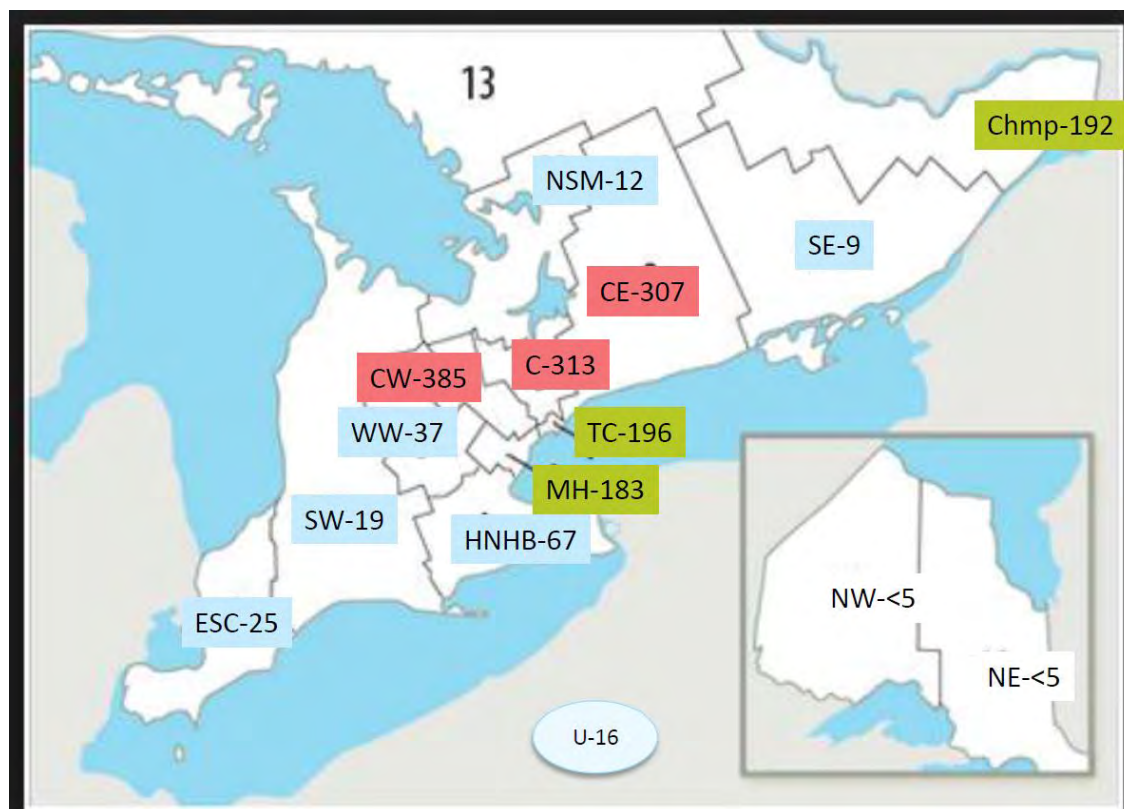 13
Chmp-192
NSM-12
SE-9
CE-307
C-313
CW-385
TC-196
WW-37
MH-183
SW-19
HNHB-67
NW-<5
ESC-25
NE-<5
U-16